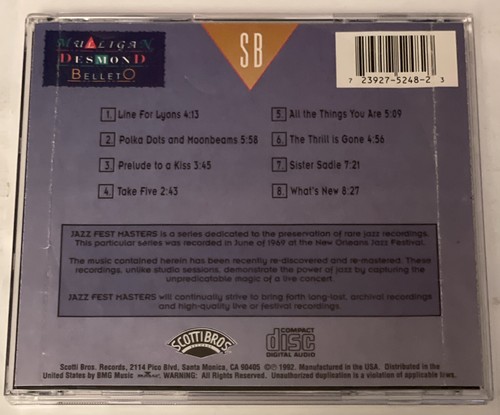 MULLIGAN
DESMOND
BELLETO
SB
7 23927-5248-2 3
1. Line For Lyons 4:13
2. Polka Dots and Moonbeams 5:58
3. Prelude to a Kiss 3:45
4. Take Five 2:43
5. All the Things You Are 5:09
6. The Thrill is Gone 4:56
7. Sister Sadie 7:21
8. What's New 8:27
JAZZ FEST MASTERS is a series dedicated to the preservation of rare jazz recordings.
This particular series was recorded in June of 1969 at the New Orleans Jazz Festival.
The music contained herein has been recently re-discovered and re-mastered. These
recordings, unlike studio sessions, demonstrate the power of jazz by capturing the
unpredicatable magic of a live concert.
JAZZ FEST MASTERS will continually strive to bring forth long-lost, archival recordings
and high-quality live or festival recordings.
SCOTTI BROS.
RECORDS
COMPACT
disc
DIGITAL AUDIO
Scotti Bros. Records, 2114 Pico Blvd., Santa Monica, CA 90405 ©℗ 1992. Manufactured in the USA. Distributed in the
United States by BMG Music BMG WARNING: All Rights Reserved. Unauthorized duplication is a violation of applicable laws.